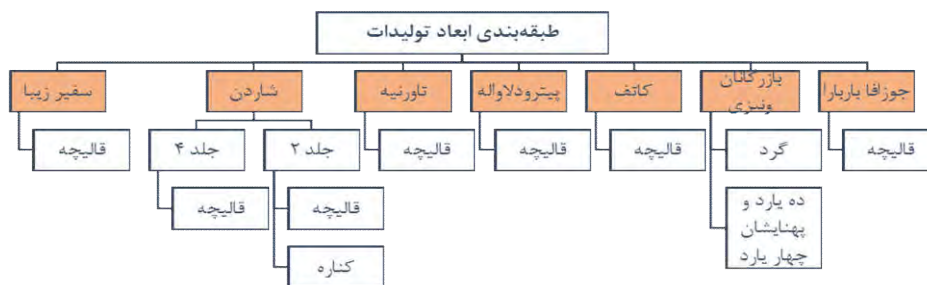 طبقه‌بندی ابعاد تولیدات
جوزافا باربارا
بازرگانان
ونیزی
کاتف
پیترودلاواله
تاورنیه
شاردن
سفیر زیبا
قالیچه
گرد
قالیچه
قالیچه
قالیچه
جلد ۲
جلد ۴
قالیچه
ده یارد و
پهنایشان
چهار یارد
قالیچه
قالیچه
کناره